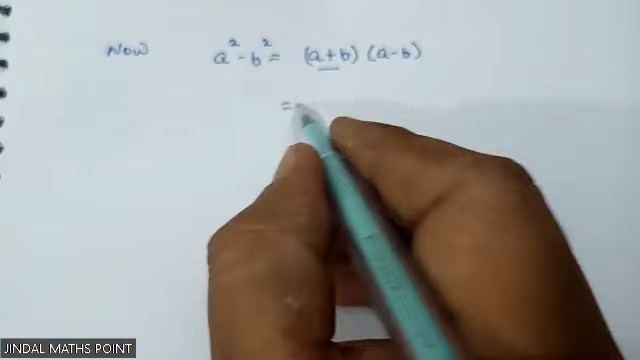 Now a² - b² = (a + b) (a - b)
=
JINDAL MATHS POINT